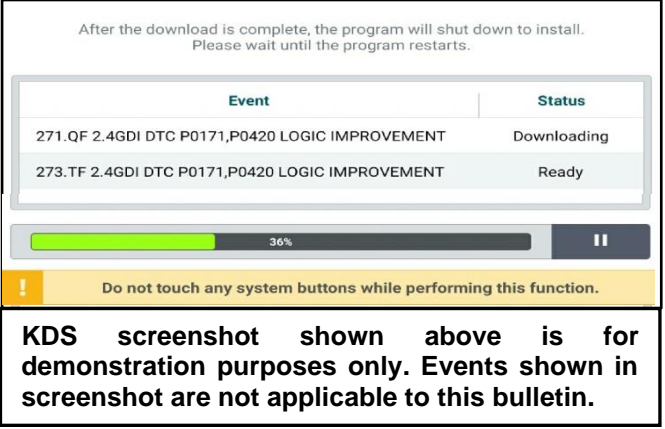 After the download is complete, the program will shut down to install.
Please wait until the program restarts.
Event Status
271.QF 2.4GDI DTC P0171,P0420 LOGIC IMPROVEMENT Downloading
273.TF 2.4GDI DTC P0171,P0420 LOGIC IMPROVEMENT Ready
36%
! Do not touch any system buttons while performing this function.
KDS screenshot shown above is for
demonstration purposes only. Events shown in
screenshot are not applicable to this bulletin.